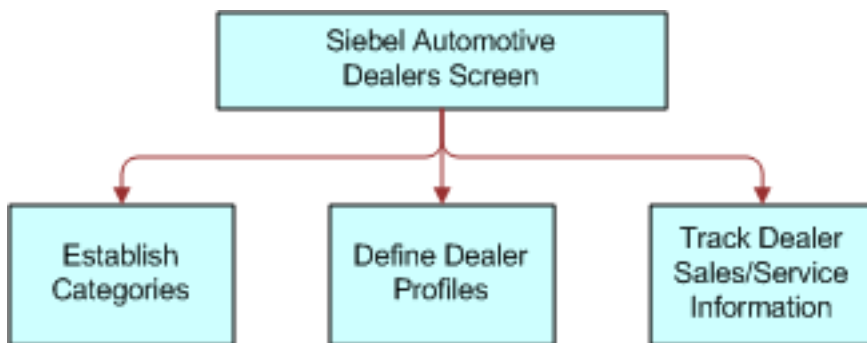 Siebel Automotive
Dealers Screen
Establish
Categories
Define Dealer
Profiles
Track Dealer
Sales/Service
Information